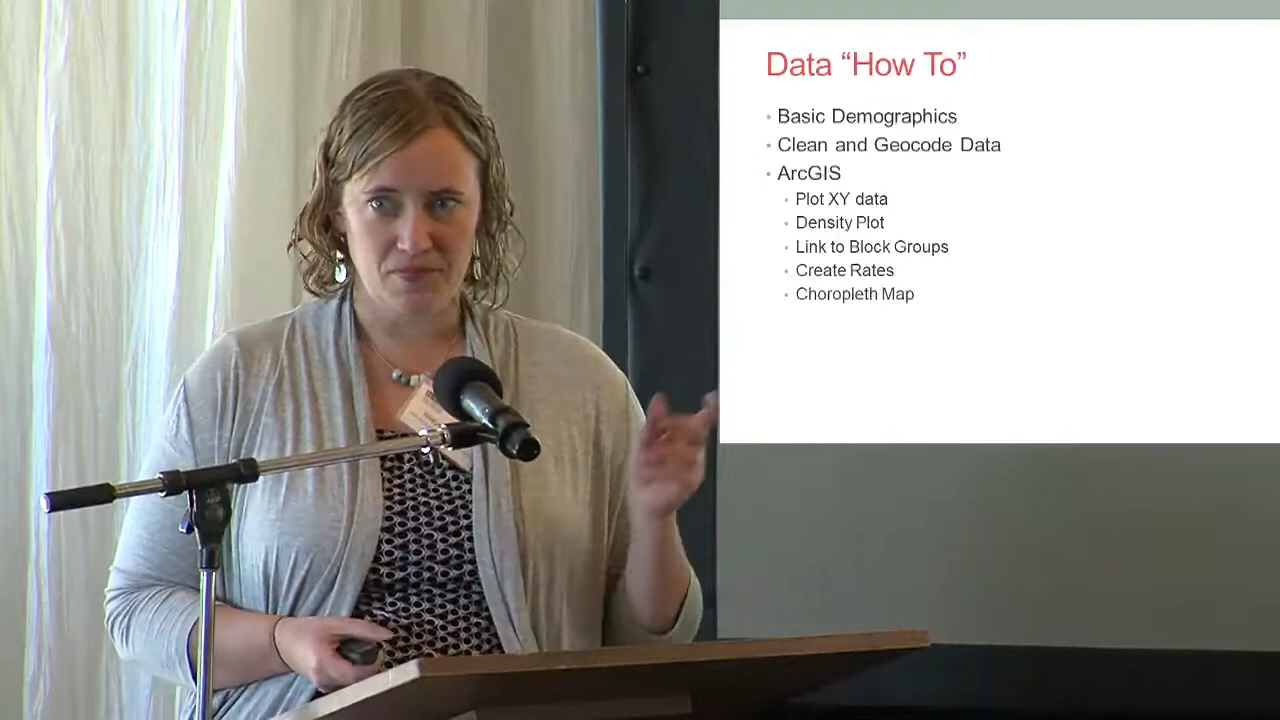 Data “How To”
• Basic Demographics
• Clean and Geocode Data
• ArcGIS
• Plot XY data
• Density Plot
• Link to Block Groups
• Create Rates
• Choropleth Map